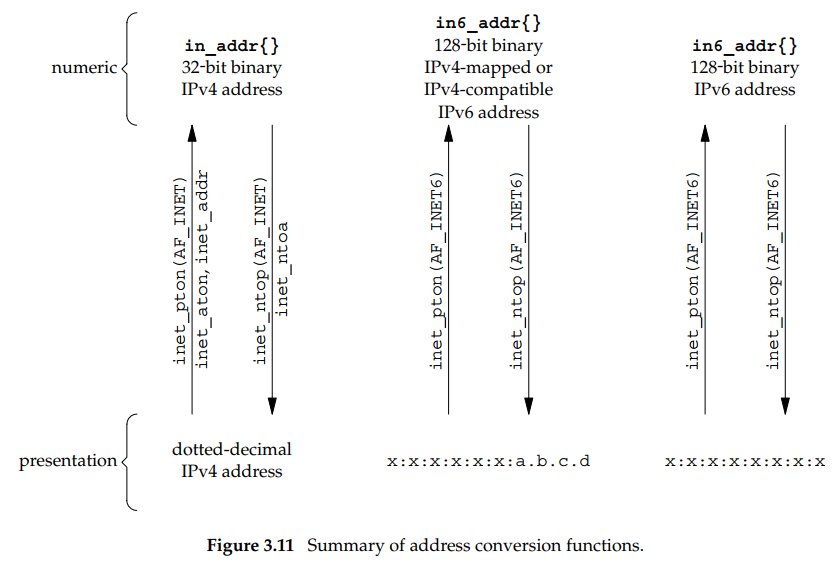 numeric
in_addr{}
32-bit binary
IPv4 address
in6_addr{}
128-bit binary
IPv4-mapped or
IPv4-compatible
IPv6 address
in6_addr{}
128-bit binary
IPv6 address
inet_pton(AF_INET)
inet_aton,inet_addr
inet_ntop(AF_INET)
inet_ntoa
inet_pton(AF_INET6)
inet_ntop(AF_INET6)
inet_pton(AF_INET6)
inet_ntop(AF_INET6)
presentation
dotted-decimal
IPv4 address
x:x:x:x:x:x:a.b.c.d
x:x:x:x:x:x:x:x
Figure 3.11 Summary of address conversion functions.